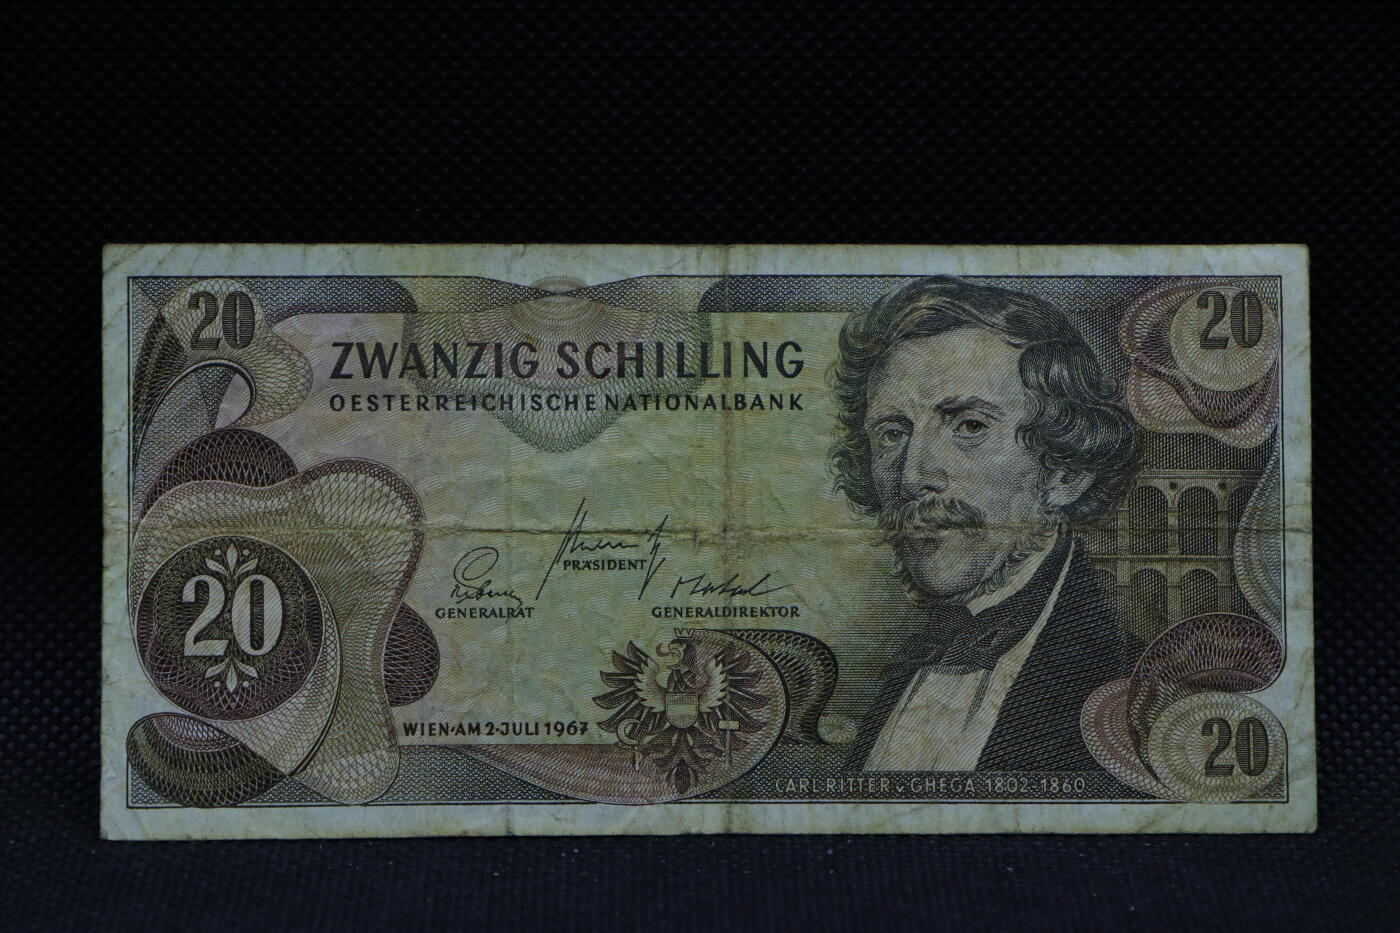 20
20
ZWANZIG SCHILLING
OESTERREICHISCHE NATIONALBANK
PRÄSIDENT
GENERALRAT
GENERALDIREKTOR
20
WIEN·AM 2·JULI 1967
20
CARL RITTER v. GHEGA 1802-1860